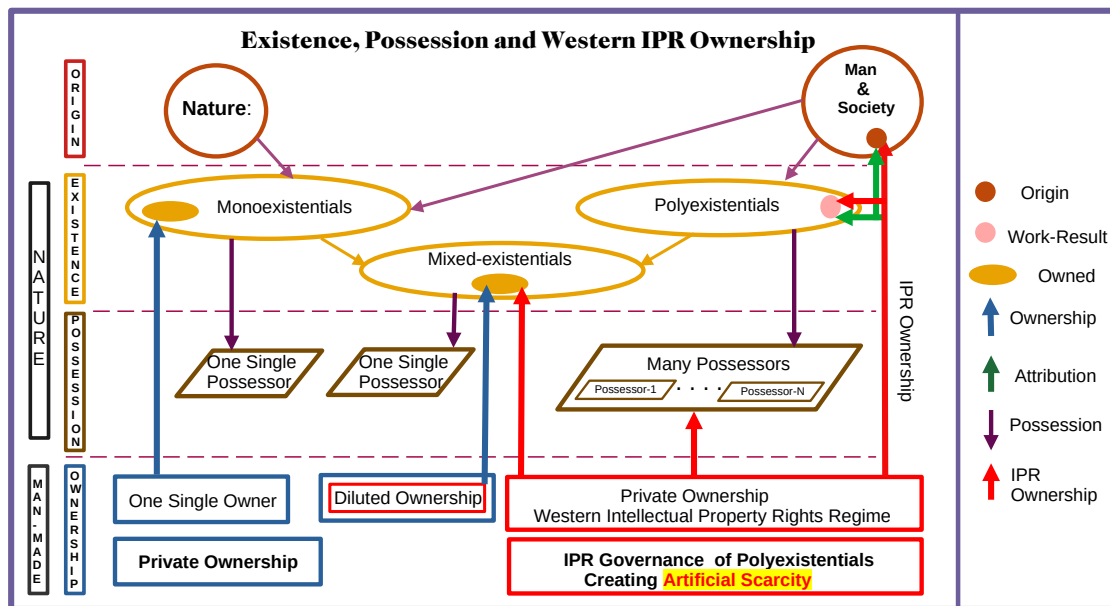 Existence, Possession and Western IPR Ownership
ORIGIN
Nature:
Man
&
Society
NATURE
EXISTENCE
Monoexistentials
Polyexistentials
Mixed-existentials
POSSESSION
One Single
Possessor
One Single
Possessor
Many Possessors
Possessor-1
. . . .
Possessor-N
IPR Ownership
MAN-MADE
OWNERSHIP
One Single Owner
Diluted Ownership
Private Ownership
Western Intellectual Property Rights Regime
Private Ownership
IPR Governance of Polyexistentials
Creating Artificial Scarcity
Origin
Work-Result
Owned
Ownership
Attribution
Possession
IPR
Ownership